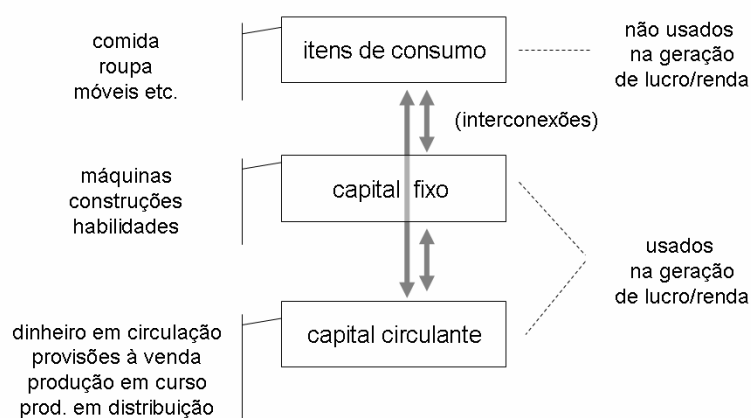 comida
roupa
móveis etc.
itens de consumo
não usados
na geração
de lucro/renda
(interconexões)
máquinas
construções
habilidades
capital fixo
usados
na geração
de lucro/renda
dinheiro em circulação
provisões à venda
produção em curso
prod. em distribuição
capital circulante